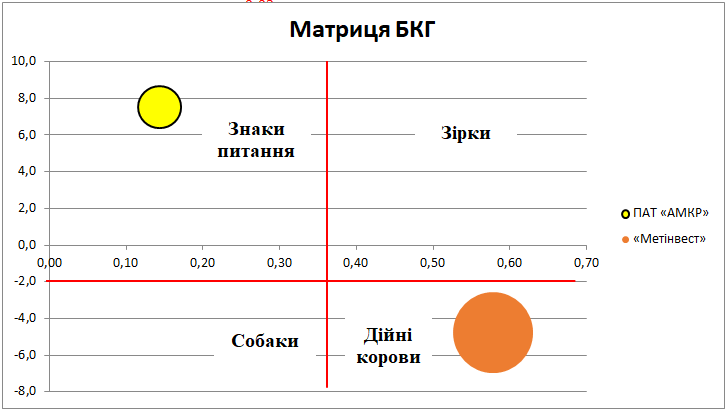 Матриця БКГ
10,0
8,0
6,0
4,0
2,0
0,0
-2,0
-4,0
-6,0
-8,0
0,00 0,10 0,20 0,30 0,40 0,50 0,60 0,70
Знаки
питання
Зірки
Собаки
Дійні
корови
ПАТ «АМКР»
«Метінвест»